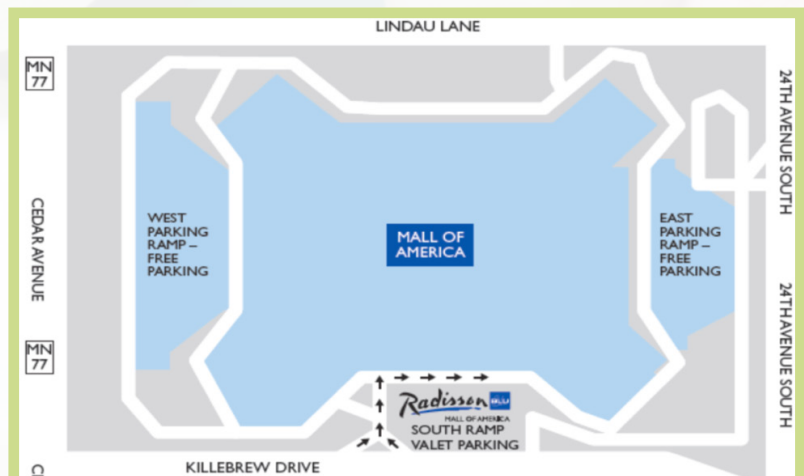 LINDAU LANE
MN
77
24TH AVENUE SOUTH
CEDAR AVENUE
WEST
PARKING
RAMP –
FREE
PARKING
MALL OF
AMERICA
EAST
PARKING
RAMP –
FREE
PARKING
24TH AVENUE SOUTH
MN
77
Radisson BLU
MALL OF AMERICA
SOUTH RAMP
VALET PARKING
KILLEBREW DRIVE